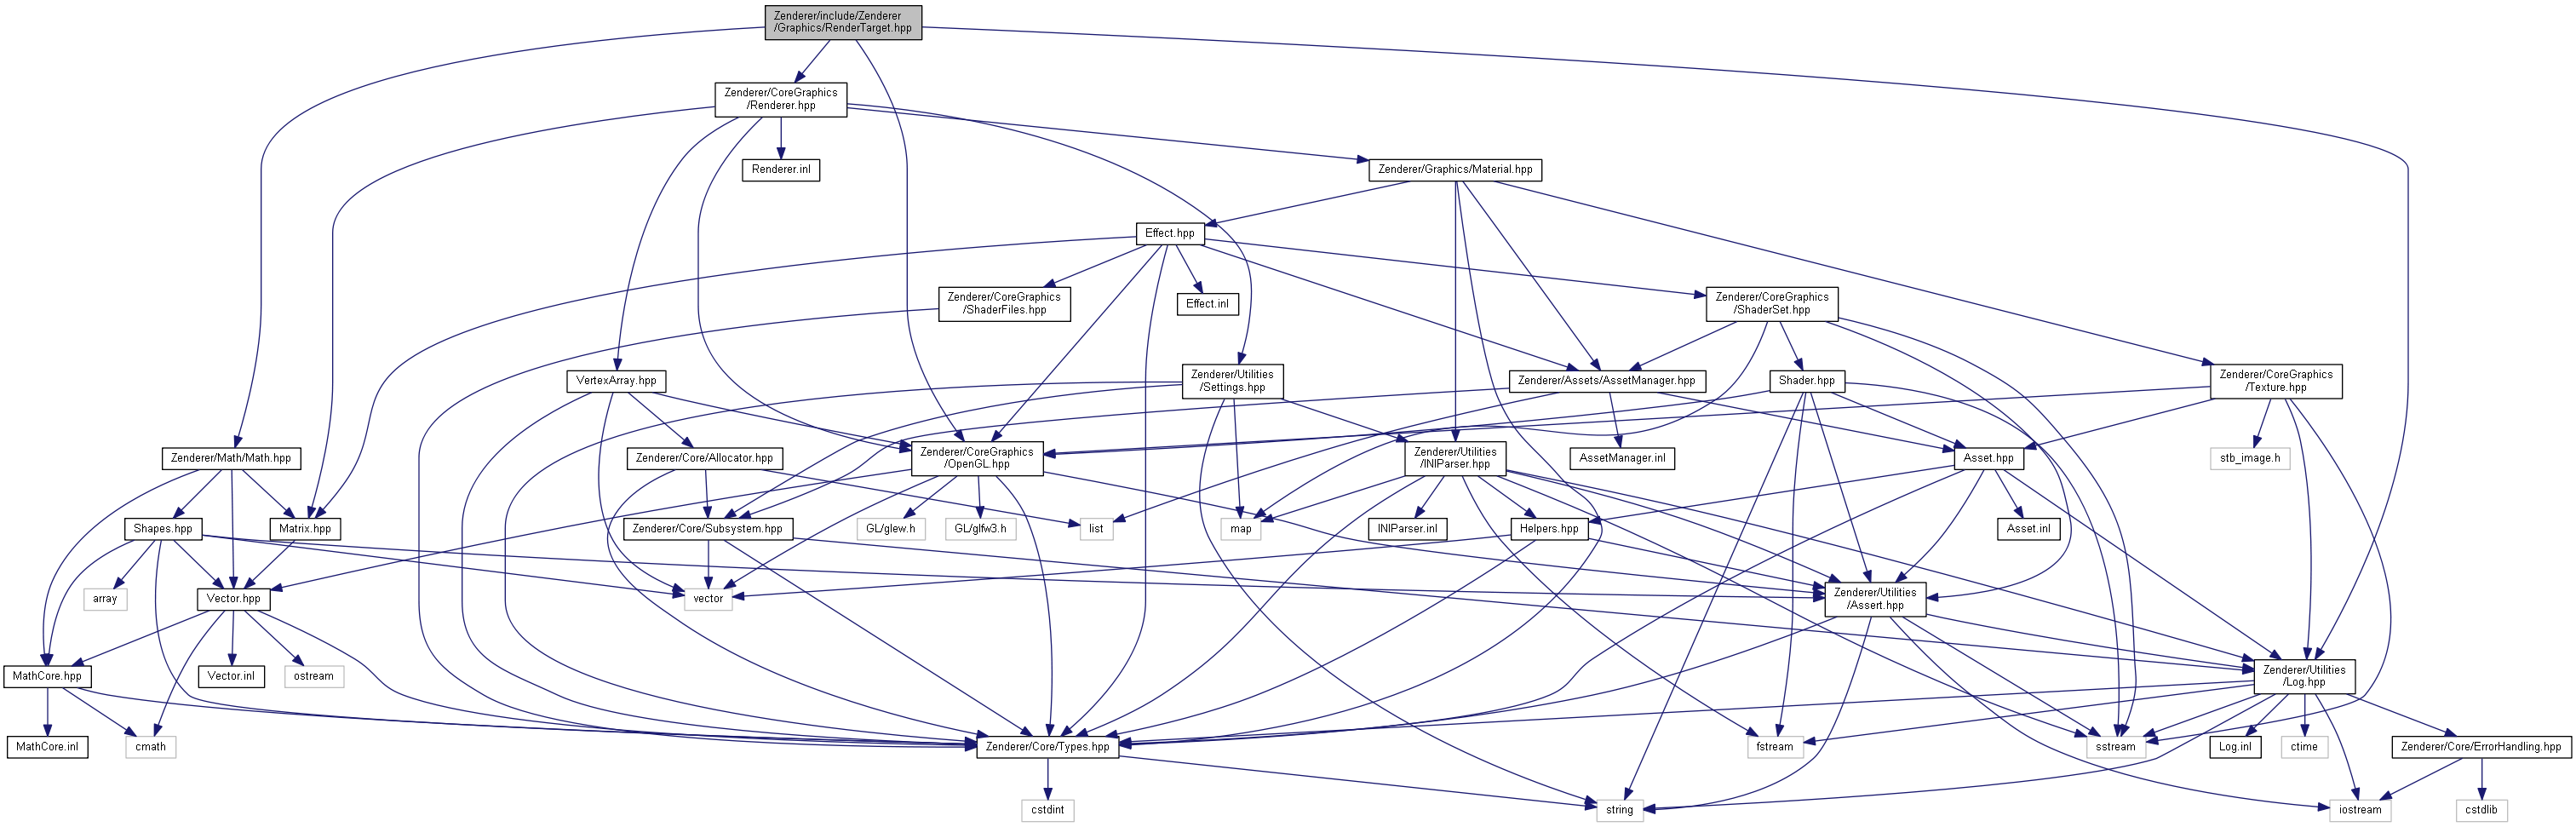 Zenderer/include/Zenderer
/Graphics/RenderTarget.hpp
Zenderer/CoreGraphics
/Renderer.hpp
Renderer.inl
Zenderer/Graphics/Material.hpp
Effect.hpp
Zenderer/CoreGraphics
/ShaderFiles.hpp
Effect.inl
Zenderer/CoreGraphics
/ShaderSet.hpp
VertexArray.hpp
Zenderer/Utilities
/Settings.hpp
Zenderer/Assets/AssetManager.hpp
Shader.hpp
Zenderer/CoreGraphics
/Texture.hpp
Zenderer/Math/Math.hpp
Zenderer/Core/Allocator.hpp
Zenderer/CoreGraphics
/OpenGL.hpp
Zenderer/Utilities
/INIParser.hpp
AssetManager.inl
Asset.hpp
stb_image.h
Shapes.hpp
Matrix.hpp
Zenderer/Core/Subsystem.hpp
GL/glew.h
GL/glfw3.h
list
map
INIParser.inl
Helpers.hpp
Asset.inl
array
Vector.hpp
vector
Zenderer/Utilities
/Assert.hpp
MathCore.hpp
Vector.inl
ostream
Zenderer/Utilities
/Log.hpp
MathCore.inl
cmath
Zenderer/Core/Types.hpp
fstream
sstream
Log.inl
ctime
Zenderer/Core/ErrorHandling.hpp
cstdint
string
iostream
cstdlib